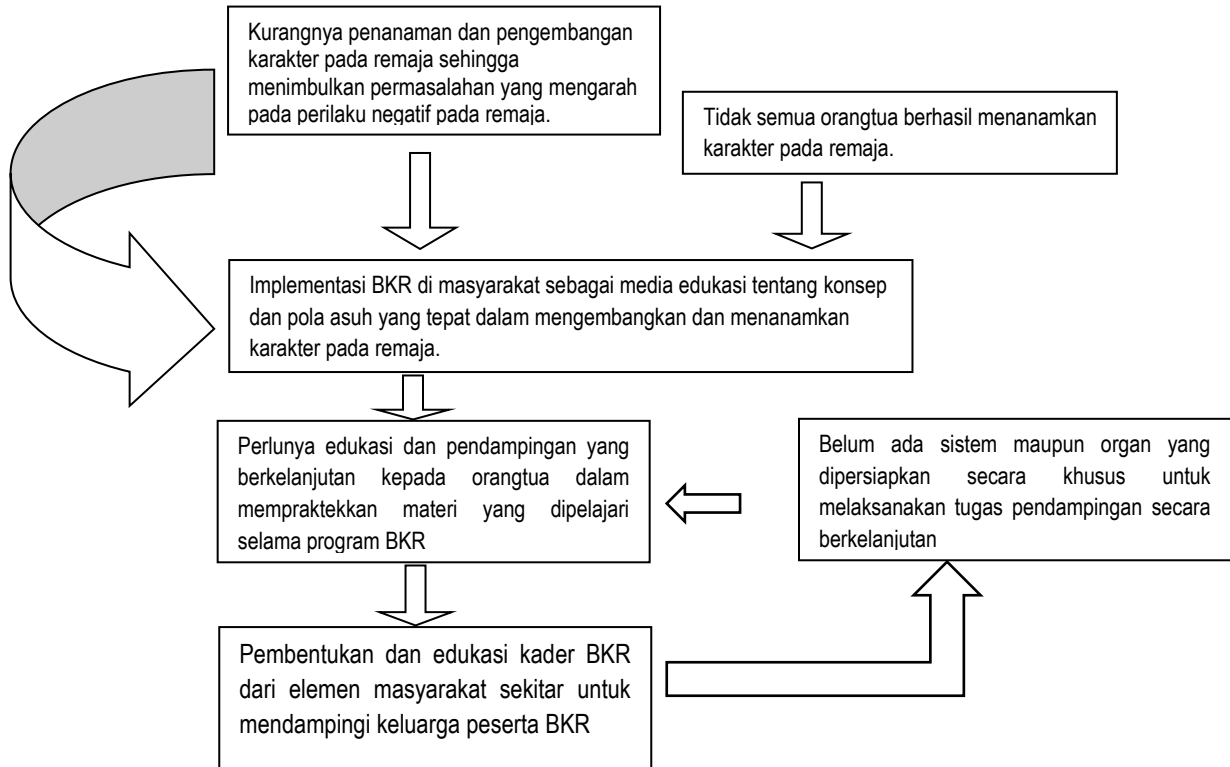 Kurangnya penanaman dan pengembangan
karakter pada remaja sehingga
menimbulkan permasalahan yang mengarah
pada perilaku negatif pada remaja.
Tidak semua orangtua berhasil menanamkan
karakter pada remaja.
Implementasi BKR di masyarakat sebagai media edukasi tentang konsep
dan pola asuh yang tepat dalam mengembangkan dan menanamkan
karakter pada remaja.
Perlunya edukasi dan pendampingan yang
berkelanjutan kepada orangtua dalam
mempraktekkan materi yang dipelajari
selama program BKR
Belum ada sistem maupun organ yang
dipersiapkan secara khusus untuk
melaksanakan tugas pendampingan secara
berkelanjutan
Pembentukan dan edukasi kader BKR
dari elemen masyarakat sekitar untuk
mendampingi keluarga peserta BKR